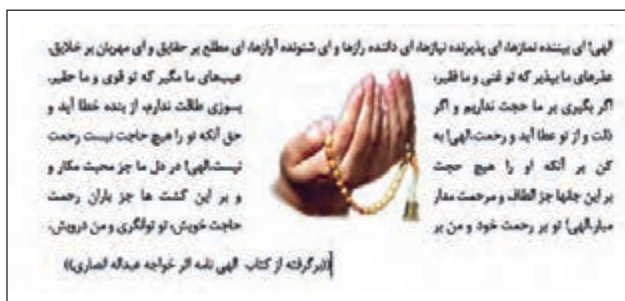 الهی! ای بیننده نمازها، ای پذیرنده نیازها، ای داننده رازها و ای شنونده آوازها، ای مطلع بر حقایق و ای مهربان بر خلایق،
عذرهای ما بپذیر که تو غنی و ما فقیر، عیب‌های ما مگیر که تو قوی و ما حقیر،
اگر بگیری بر ما حجت نداریم و اگر بسوزی طاقت نداریم، از بنده خطا آید و
ذلت و از تو عطا آید و رحمت.الهی! به حق آنکه تو را هیچ حاجت نیست رحمت
کن بر آنکه او را هیچ حجت نیست.الهی! در دل ما جز محبت مکار و
بر این جانها جز الطاف و مرحمت مدار و بر این کشت ها جز باران رحمت
مبار.الهی! تو بر رحمت خود و من بر حاجت خویش، تو توانگری و من درویش.
((برگرفته از کتاب الهی نامه اثر خواجه عبداله انصاری))